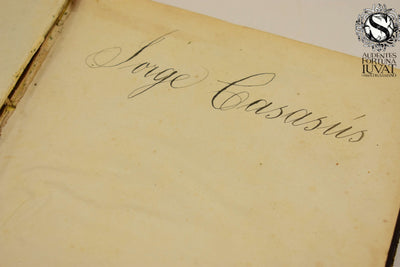 Jorge Casasús
S
AUDENTES
FORTUNA
IUVAT